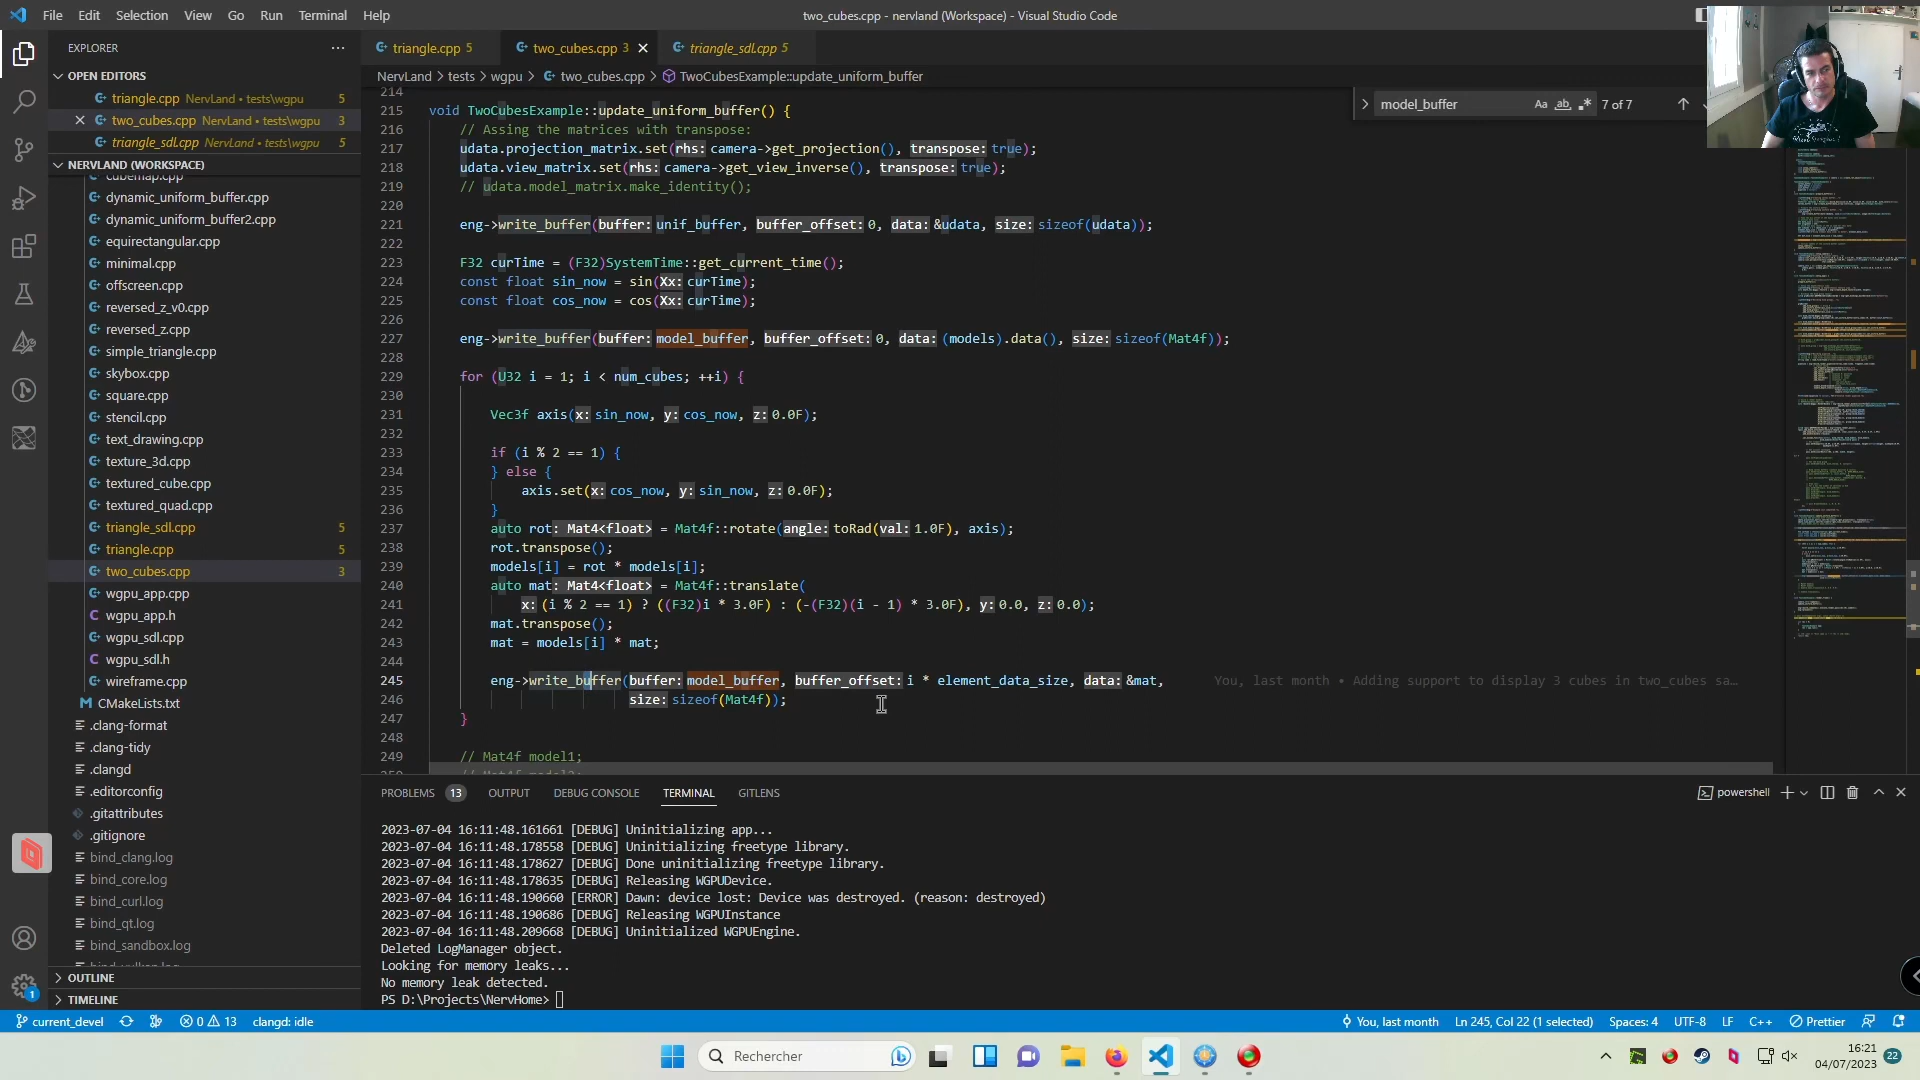 File Edit Selection View Go Run Terminal Help
two_cubes.cpp - nervland (Workspace) - Visual Studio Code
EXPLORER
OPEN EDITORS
triangle.cpp NervLand • tests\wgpu 5
two_cubes.cpp NervLand • tests\wgpu 3
triangle_sdl.cpp NervLand • tests\wgpu 5
NERVLAND (WORKSPACE)
cubemap.cpp
dynamic_uniform_buffer.cpp
dynamic_uniform_buffer2.cpp
equirectangular.cpp
minimal.cpp
offscreen.cpp
reversed_z_v0.cpp
reversed_z.cpp
simple_triangle.cpp
skybox.cpp
square.cpp
stencil.cpp
text_drawing.cpp
texture_3d.cpp
textured_cube.cpp
textured_quad.cpp
triangle_sdl.cpp 5
triangle.cpp 5
two_cubes.cpp 3
wgpu_app.cpp
wgpu_app.h
wgpu_sdl.cpp
wgpu_sdl.h
wireframe.cpp
CMakeLists.txt
.clang-format
.clang-tidy
.clangd
.editorconfig
.gitattributes
.gitignore
bind_clang.log
bind_core.log
bind_curl.log
bind_qt.log
bind_sandbox.log
OUTLINE
TIMELINE
triangle.cpp 5 two_cubes.cpp 3 triangle_sdl.cpp 5
NervLand > tests > wgpu > two_cubes.cpp > TwoCubesExample::update_uniform_buffer
model_buffer Aa ab 7 of 7
214
215 void TwoCubesExample::update_uniform_buffer() {
216 // Assing the matrices with transpose:
217 udata.projection_matrix.set(rhs: camera->get_projection(), transpose: true);
218 udata.view_matrix.set(rhs: camera->get_view_inverse(), transpose: true);
219 // udata.model_matrix.make_identity();
220
221 eng->write_buffer(buffer: unif_buffer, buffer_offset: 0, data: &udata, size: sizeof(udata));
222
223 F32 curTime = (F32)SystemTime::get_current_time();
224 const float sin_now = sin(Xx: curTime);
225 const float cos_now = cos(Xx: curTime);
226
227 eng->write_buffer(buffer: model_buffer, buffer_offset: 0, data: (models).data(), size: sizeof(Mat4f));
228
229 for (U32 i = 1; i < num_cubes; ++i) {
230
231 Vec3f axis(x: sin_now, y: cos_now, z: 0.0F);
232
233 if (i % 2 == 1) {
234 } else {
235 axis.set(x: cos_now, y: sin_now, z: 0.0F);
236 }
237 auto rot: Mat4<float> = Mat4f::rotate(angle: toRad(val: 1.0F), axis);
238 rot.transpose();
239 models[i] = rot * models[i];
240 auto mat: Mat4<float> = Mat4f::translate(
241 x: (i % 2 == 1) ? ((F32)i * 3.0F) : (-(F32)(i - 1) * 3.0F), y: 0.0, z: 0.0);
242 mat.transpose();
243 mat = models[i] * mat;
244
245 eng->write_buffer(buffer: model_buffer, buffer_offset: i * element_data_size, data: &mat, You, last month • Adding support to display 3 cubes in two_cubes sa…
246 size: sizeof(Mat4f));
247 }
248
249 // Mat4f model1;
PROBLEMS 13 OUTPUT DEBUG CONSOLE TERMINAL GITLENS
powershell
2023-07-04 16:11:48.161661 [DEBUG] Uninitializing app...
2023-07-04 16:11:48.178558 [DEBUG] Uninitializing freetype library.
2023-07-04 16:11:48.178627 [DEBUG] Done uninitializing freetype library.
2023-07-04 16:11:48.178635 [DEBUG] Releasing WGPUDevice.
2023-07-04 16:11:48.190660 [ERROR] Dawn: device lost: Device was destroyed. (reason: destroyed)
2023-07-04 16:11:48.190686 [DEBUG] Releasing WGPUInstance
2023-07-04 16:11:48.209668 [DEBUG] Uninitialized WGPUEngine.
Deleted LogManager object.
Looking for memory leaks...
No memory leak detected.
PS D:\Projects\NervHome>
current_devel 0 13 clangd: idle
You, last month Ln 245, Col 22 (1 selected) Spaces: 4 UTF-8 LF C++ Prettier
Rechercher
16:21
04/07/2023 22